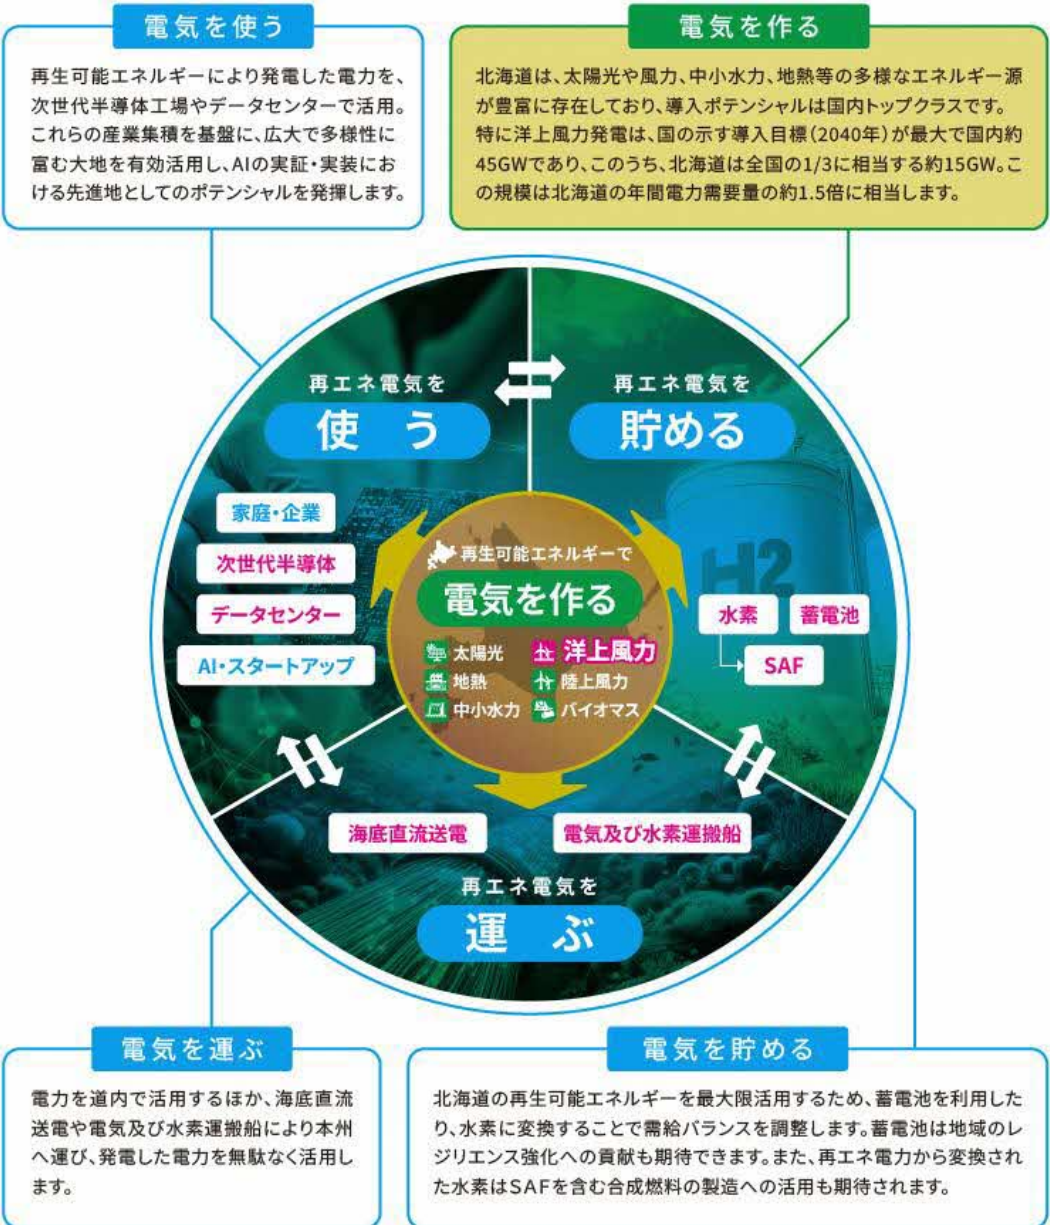 電気を使う
再生可能エネルギーにより発電した電力を、
次世代半導体工場やデータセンターで活用。
これらの産業集積を基盤に、広大で多様性に
富む大地を有効活用し、AIの実証・実装にお
ける先進地としてのポテンシャルを発揮します。
電気を作る
北海道は、太陽光や風力、中小水力、地熱等の多様なエネルギー源
が豊富に存在しており、導入ポテンシャルは国内トップクラスです。
特に洋上風力発電は、国の示す導入目標（2040年）が最大で国内約
45GWであり、このうち、北海道は全国の1/3に相当する約15GW。こ
の規模は北海道の年間電力需要量の約1.5倍に相当します。
再エネ電気を
使う
再エネ電気を
貯める
家庭・企業
次世代半導体
データセンター
AI・スタートアップ
再生可能エネルギーで
電気を作る
太陽光
洋上風力
地熱
陸上風力
中小水力
バイオマス
H2
水素
蓄電池
SAF
海底直流送電
電気及び水素運搬船
再エネ電気を
運ぶ
電気を運ぶ
電力を道内で活用するほか、海底直流
送電や電気及び水素運搬船により本州
へ運び、発電した電力を無駄なく活用し
ます。
電気を貯める
北海道の再生可能エネルギーを最大限活用するため、蓄電池を利用した
り、水素に変換することで需給バランスを調整します。蓄電池は地域のレ
ジリエンス強化への貢献も期待できます。また、再エネ電力から変換され
た水素はSAFを含む合成燃料の製造への活用も期待されます。